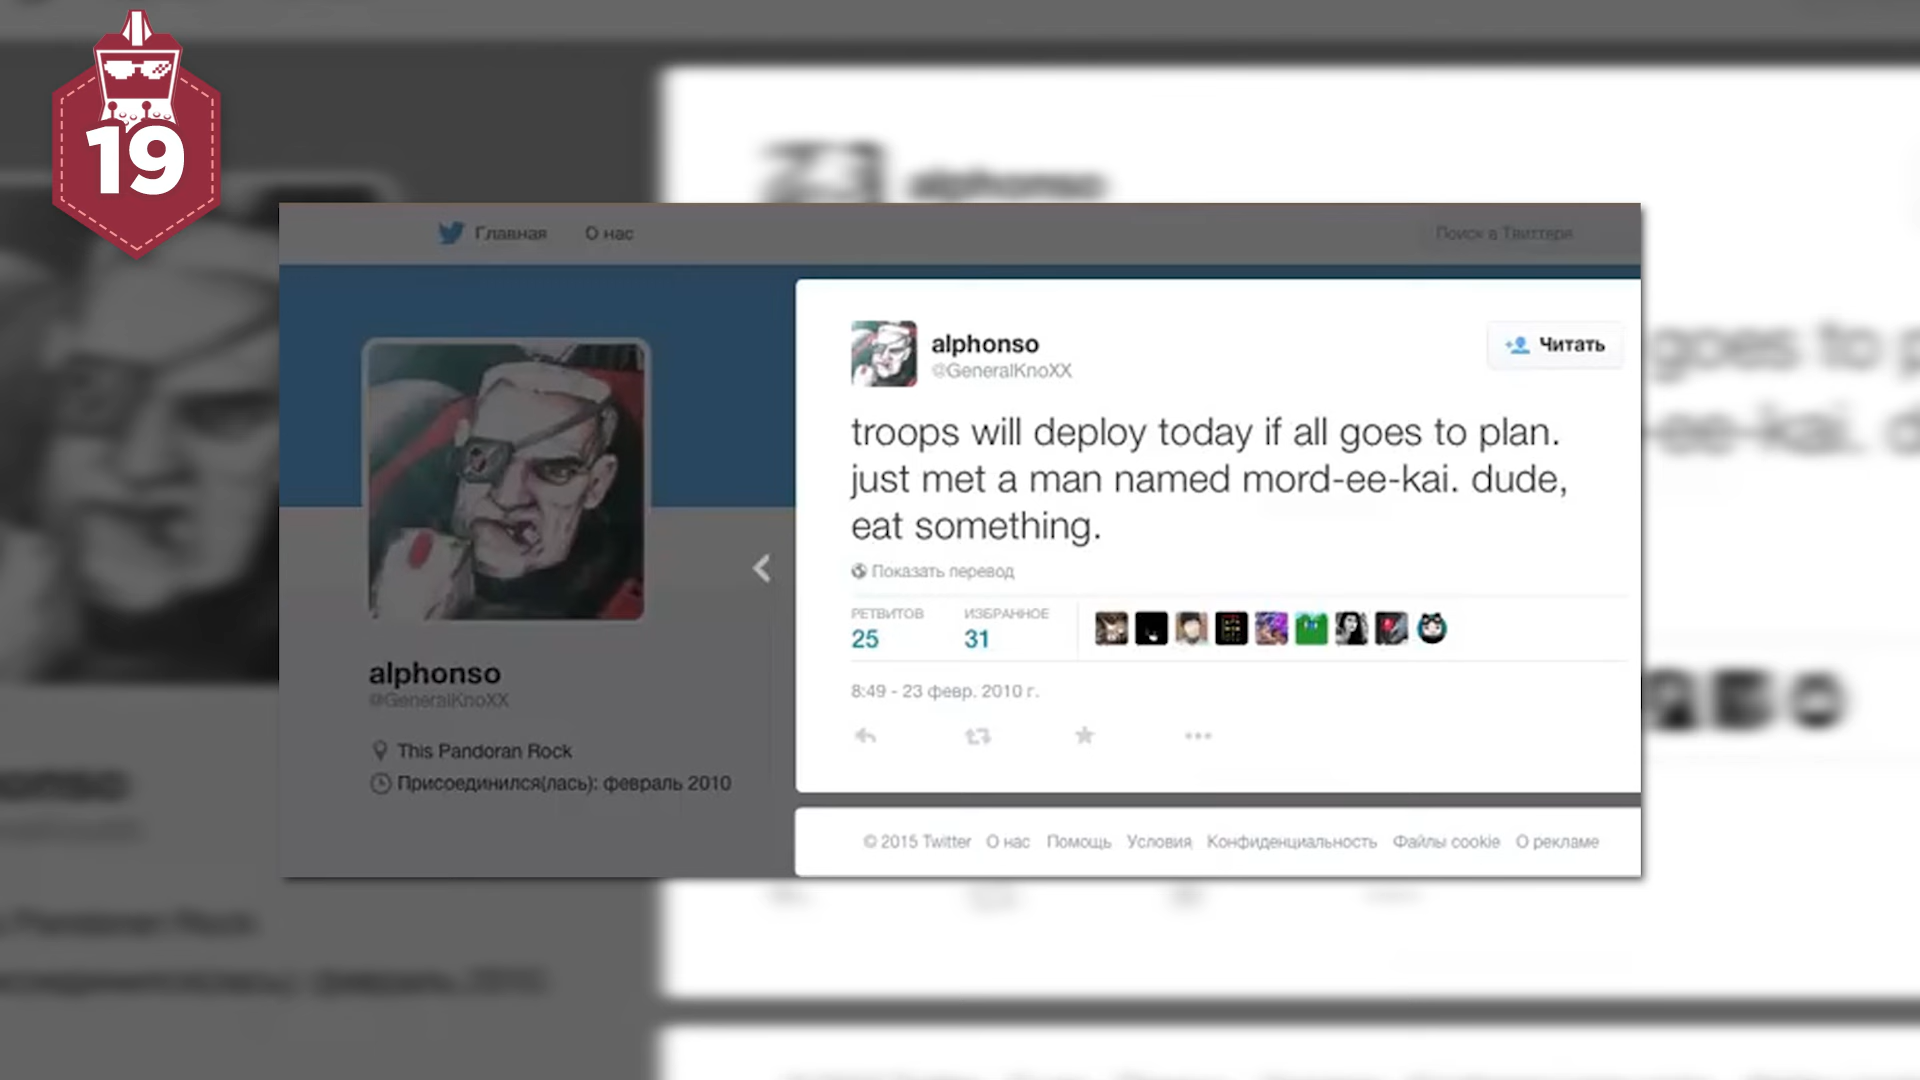 19
Главная О нас Поиск в Твиттере
alphonso
@GeneralKnoXX
Читать
troops will deploy today if all goes to plan.
just met a man named mord-ee-kai. dude,
eat something.
Показать перевод
РЕТВИТОВ ИЗБРАННОЕ
25 31
8:49 - 23 февр. 2010 г.
alphonso
@GeneralKnoXX
This Pandoran Rock
Присоединился(лась): февраль 2010
© 2015 Twitter О нас Помощь Условия Конфиденциальность Файлы cookie О рекламе